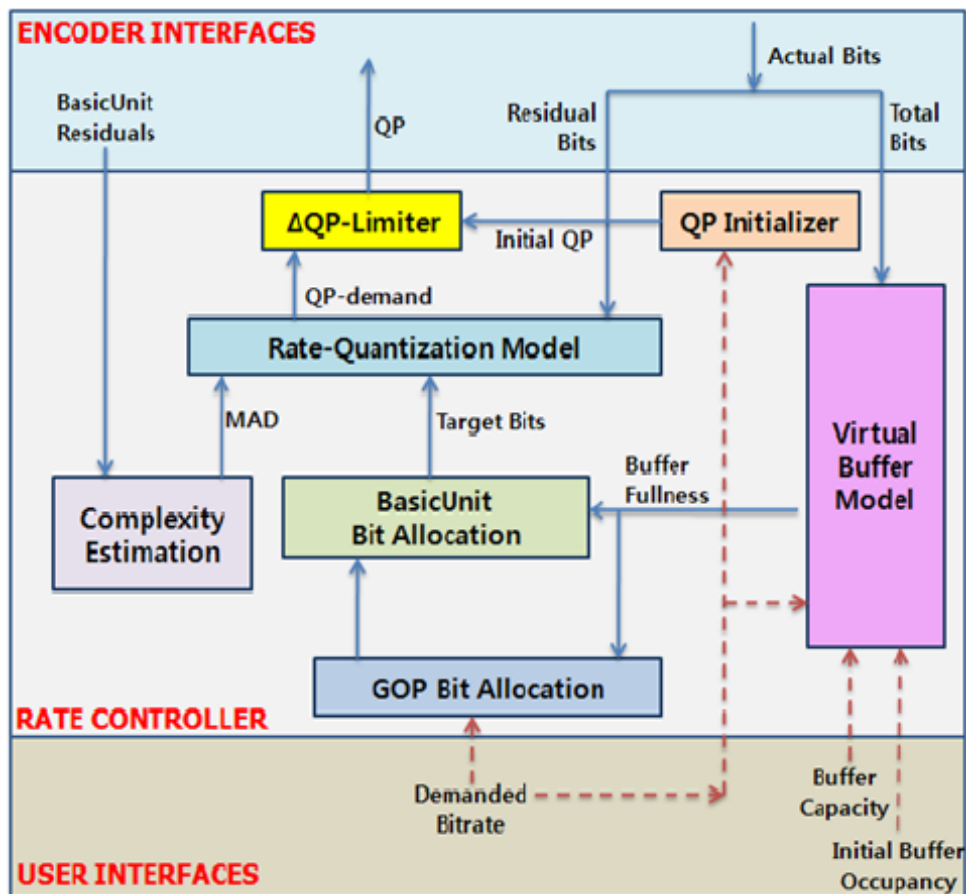 ENCODER INTERFACES
Actual Bits
BasicUnit
Residuals
QP
Residual
Bits
Total
Bits
ΔQP-Limiter
Initial QP
QP Initializer
QP-demand
Rate-Quantization Model
MAD
Target Bits
Virtual
Buffer
Model
Buffer
Fullness
Complexity
Estimation
BasicUnit
Bit Allocation
GOP Bit Allocation
RATE CONTROLLER
Demanded
Bitrate
Buffer
Capacity
Initial Buffer
Occupancy
USER INTERFACES